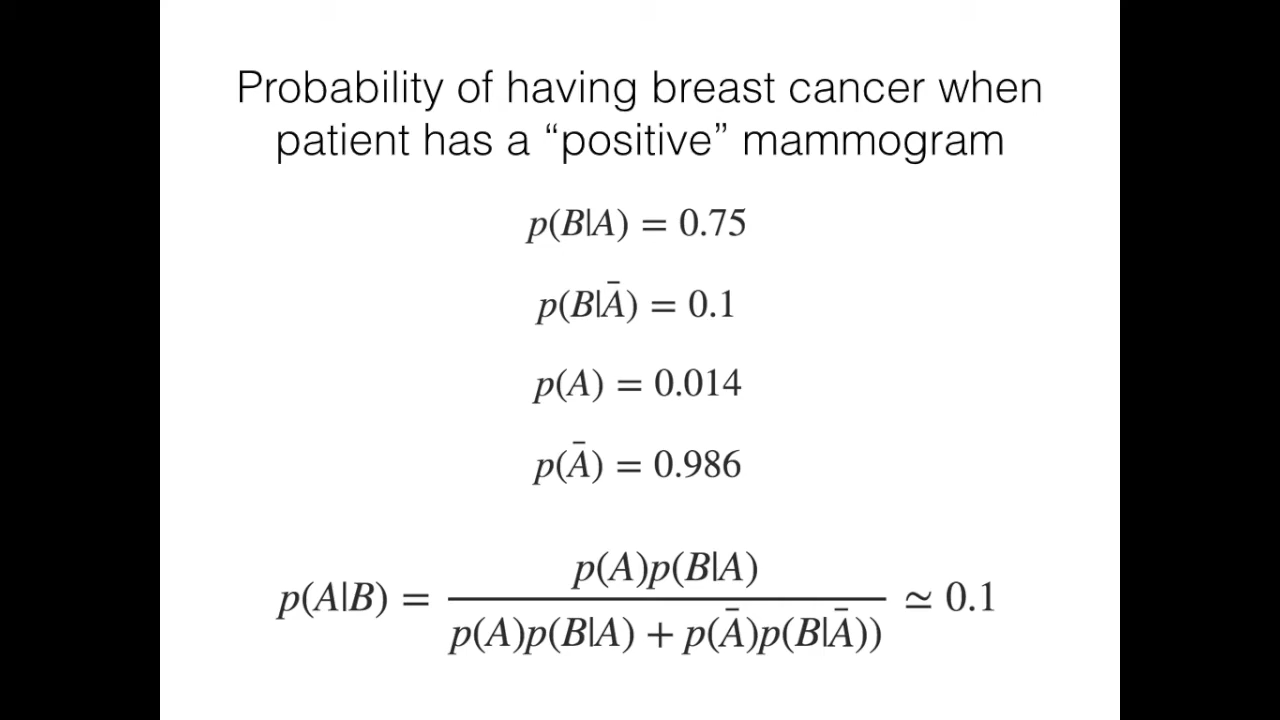 Probability of having breast cancer when
patient has a “positive” mammogram
p(B|A) = 0.75
p(B|Ā) = 0.1
p(A) = 0.014
p(Ā) = 0.986
p(A)p(B|A)
p(A|B) = ≃ 0.1
p(A)p(B|A) + p(Ā)p(B|Ā))